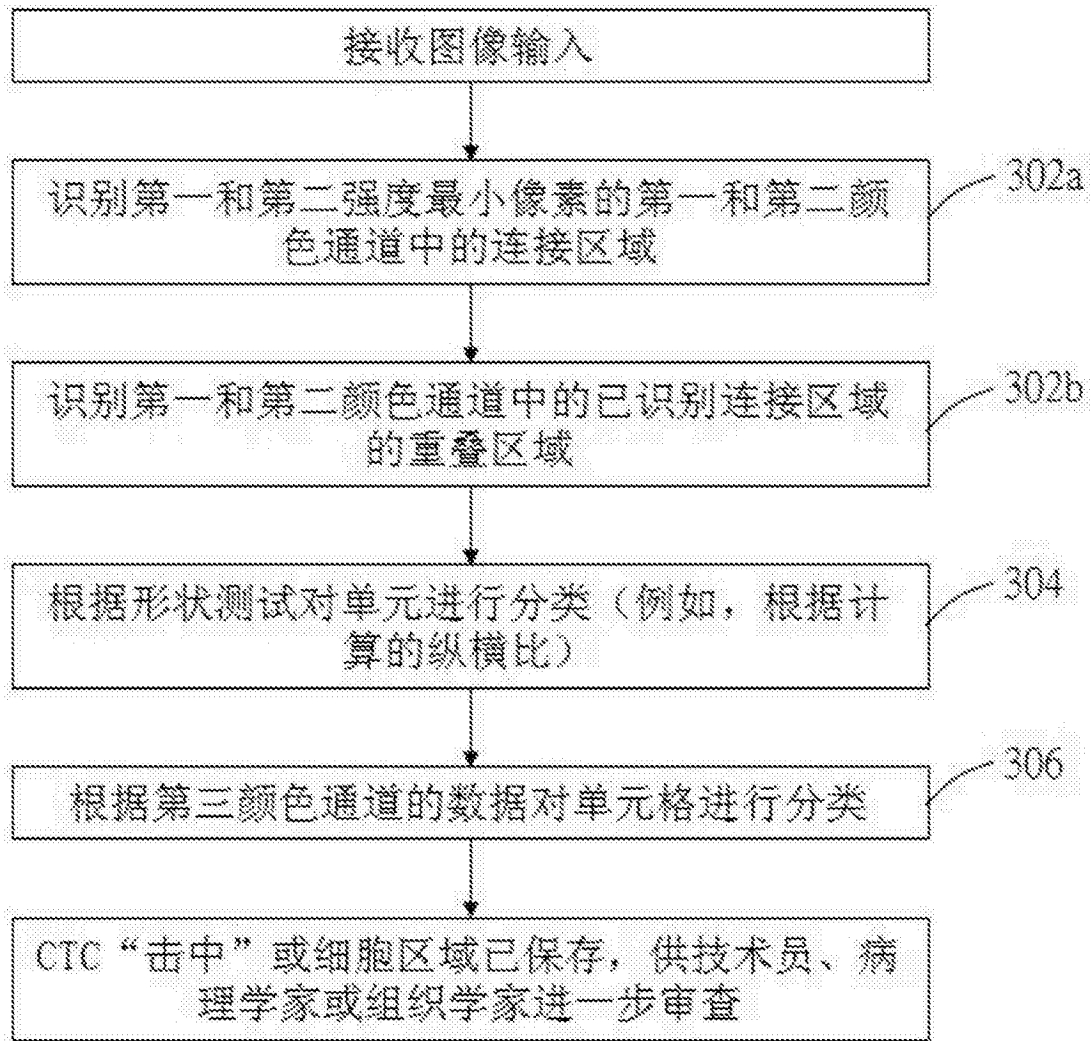 接收图像输入
识别第一和第二强度最小像素的第一和第二颜
色通道中的连接区域
302a
识别第一和第二颜色通道中的已识别连接区域
的重叠区域
302b
根据形状测试对单元进行分类（例如，根据计
算的纵横比）
304
根据第三颜色通道的数据对单元格进行分类
306
CTC“击中”或细胞区域已保存，供技术员、病
理学家或组织学家进一步审查